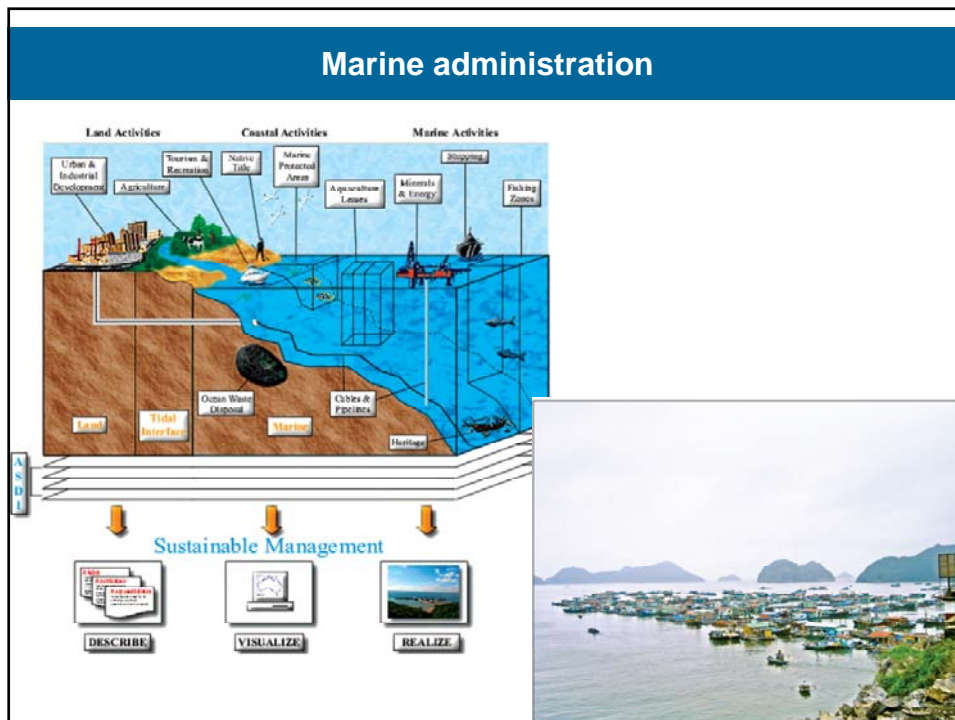 Marine administration
Land Activities
Coastal Activities
Marine Activities
Urban &
Industrial
Development
Agriculture
Tourism &
Recreation
Native
Title
Marine
Protected
Areas
Aquaculture
Leases
Minerals
& Energy
Shipping
Fishing
Zones
Ocean Waste
Disposal
Cables &
Pipelines
Heritage
Land
Tidal
Interface
Marine
A
S
D
I
Sustainable Management
Responsibilities
DESCRIBE
VISUALIZE
REALIZE